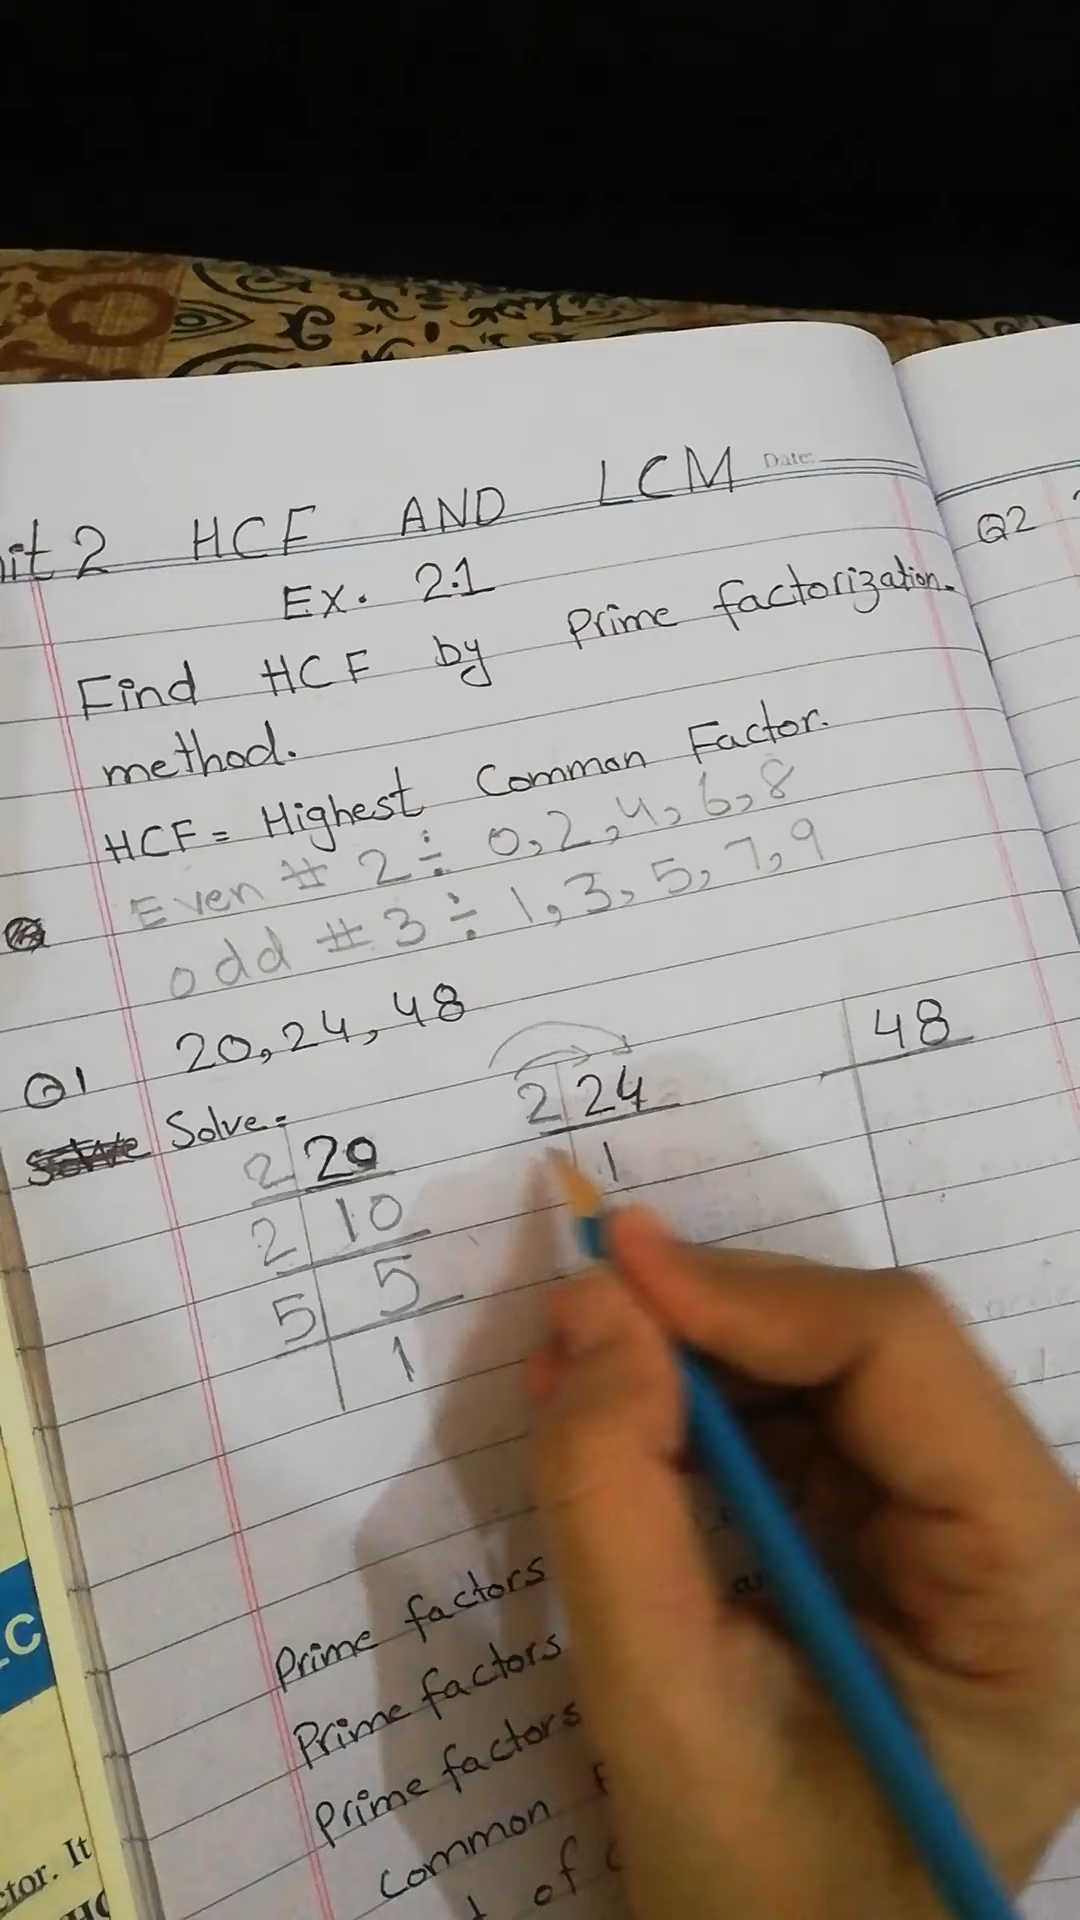 2 HCF AND LCM
Date:
Ex. 2.1
Find HCF by Prime factorization.
method.
HCF = Highest Common Factor.
Even # 2 ÷ 0, 2, 4, 6, 8
odd # 3 ÷ 1, 3, 5, 7, 9
Q1 20, 24, 48
Solve=
2 20
2 10
5 5
1
2 24
1
48
Prime factors
Prime factors
Prime factors
common
of
Q2